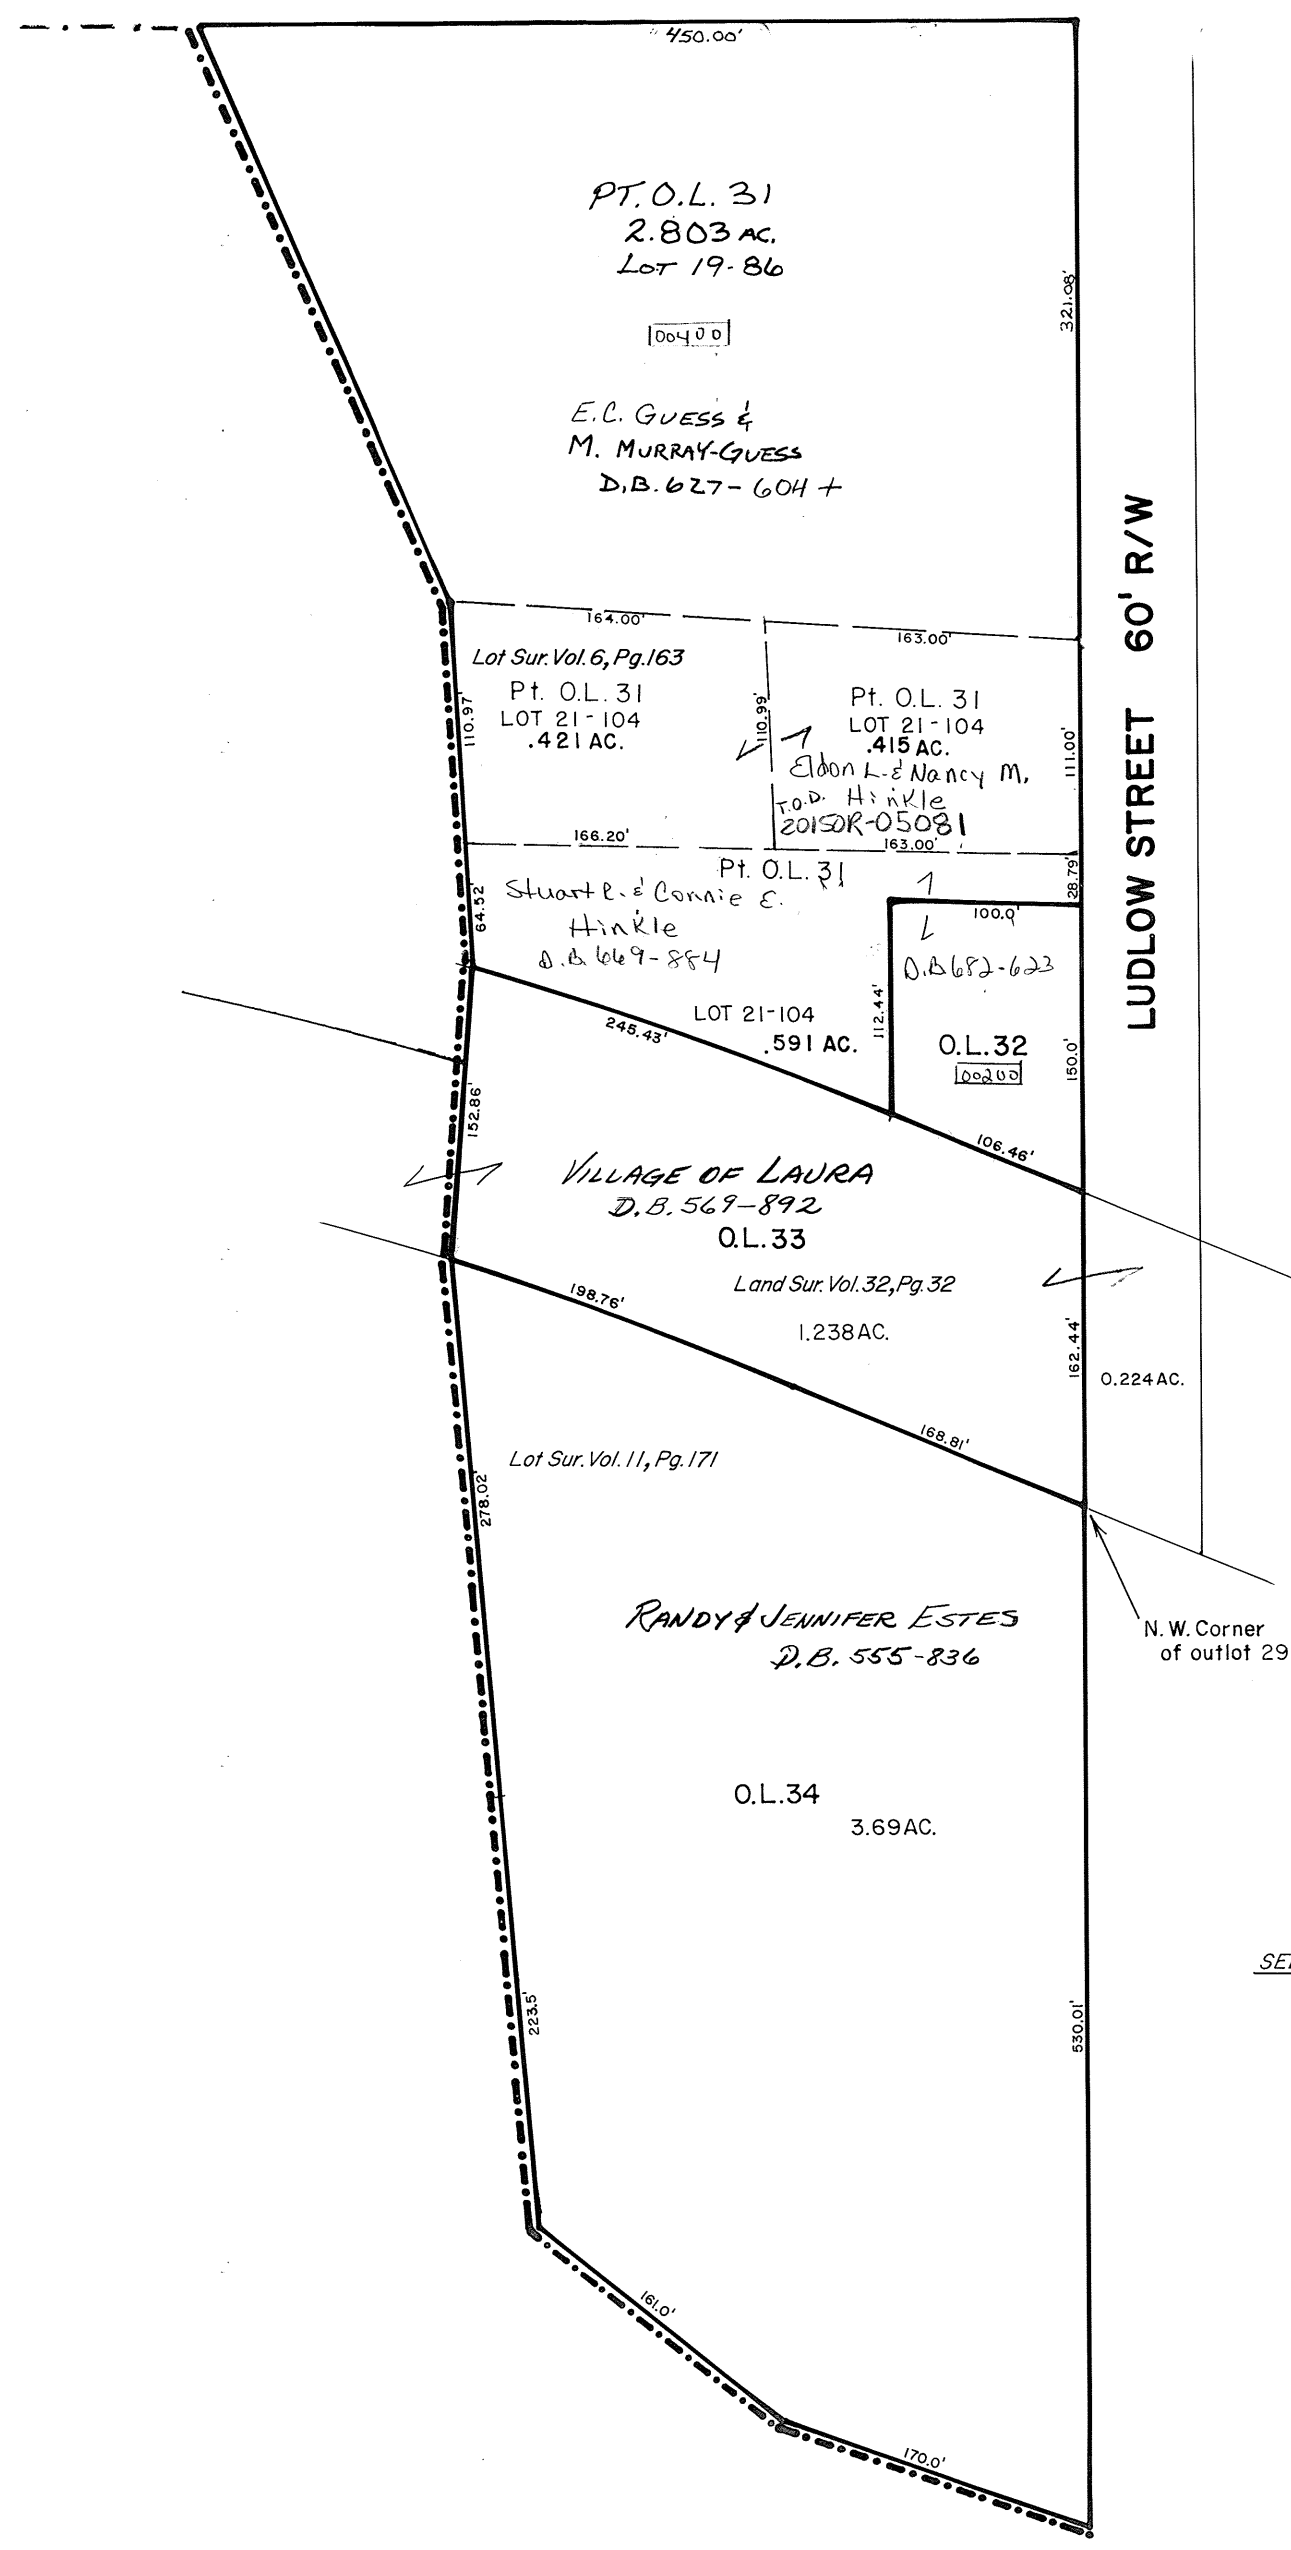 450.00'
PT. O.L. 31
2.803 AC.
LOT 19-86
00400
321.08'
E.C. GUESS &
M. MURRAY-GUESS
D.B. 627-604 +
LUDLOW STREET 60' R/W
164.00'
163.00'
Lot Sur. Vol. 6, Pg. 163
Pt. O.L. 31
LOT 21-104
.421 AC.
110.97'
110.99'
Pt. O.L. 31
LOT 21-104
.415 AC.
Eldon L. & Nancy M.
T.O.D. Hinkle
2015OR-05081
111.00'
166.20'
163.00'
Pt. O.L. 31
28.79'
Stuart R. & Connie E.
Hinkle
D.B. 669-884
64.52'
100.0'
D.B 682-623
LOT 21-104
.591 AC.
112.44'
O.L. 32
00200
150.0'
245.43'
106.46'
152.86'
VILLAGE OF LAURA
D.B. 569-892
O.L. 33
Land Sur. Vol. 32, Pg. 32
1.238 AC.
162.44'
0.224 AC.
198.76'
168.81'
Lot Sur. Vol. 11, Pg. 171
278.02'
RANDY & JENNIFER ESTES
D.B. 555-836
N.W. Corner
of outlot 29
O.L. 34
3.69 AC.
223.5'
530.01'
161.0'
170.0'